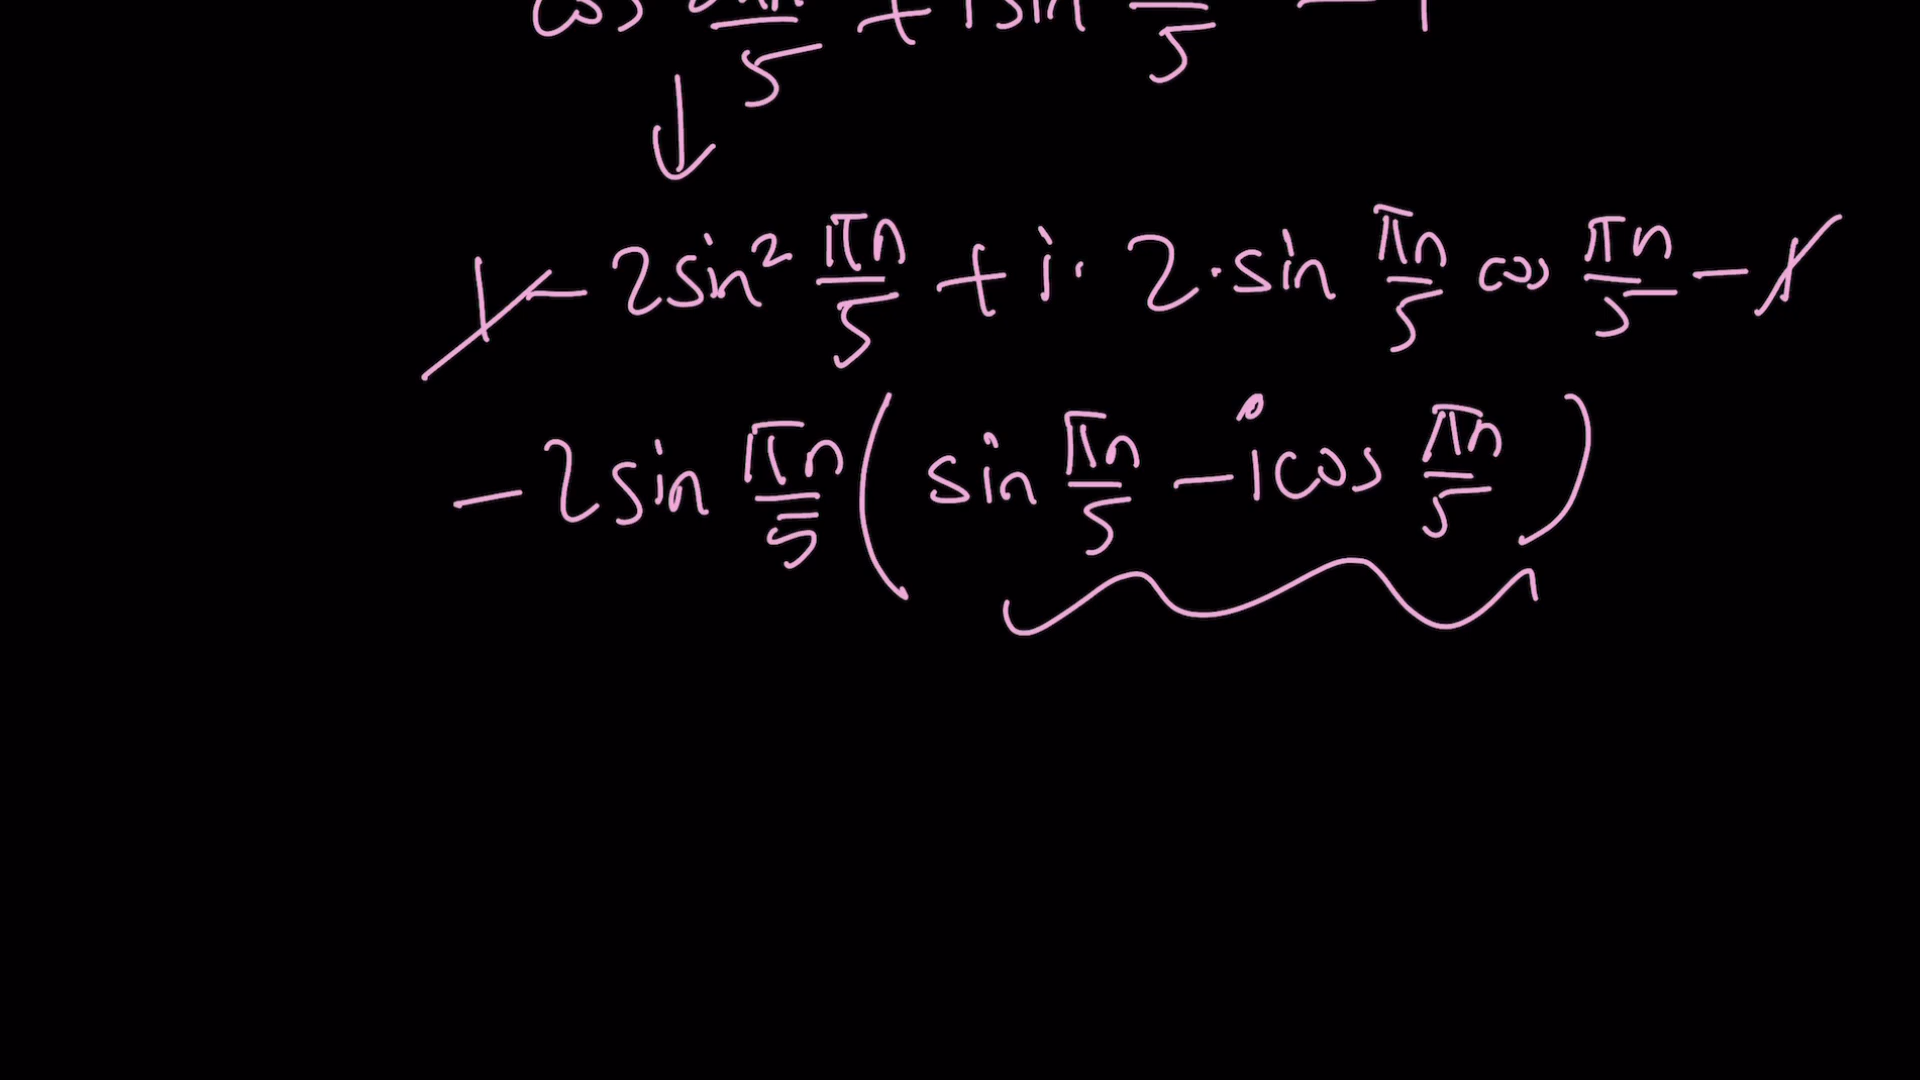 cos 2πn/5 + i sin /5 - 1
1 - 2sin² πn/5 + i · 2 · sin πn/5 cos πn/5 - 1
-2sin πn/5 ( sin πn/5 - i cos πn/5 )